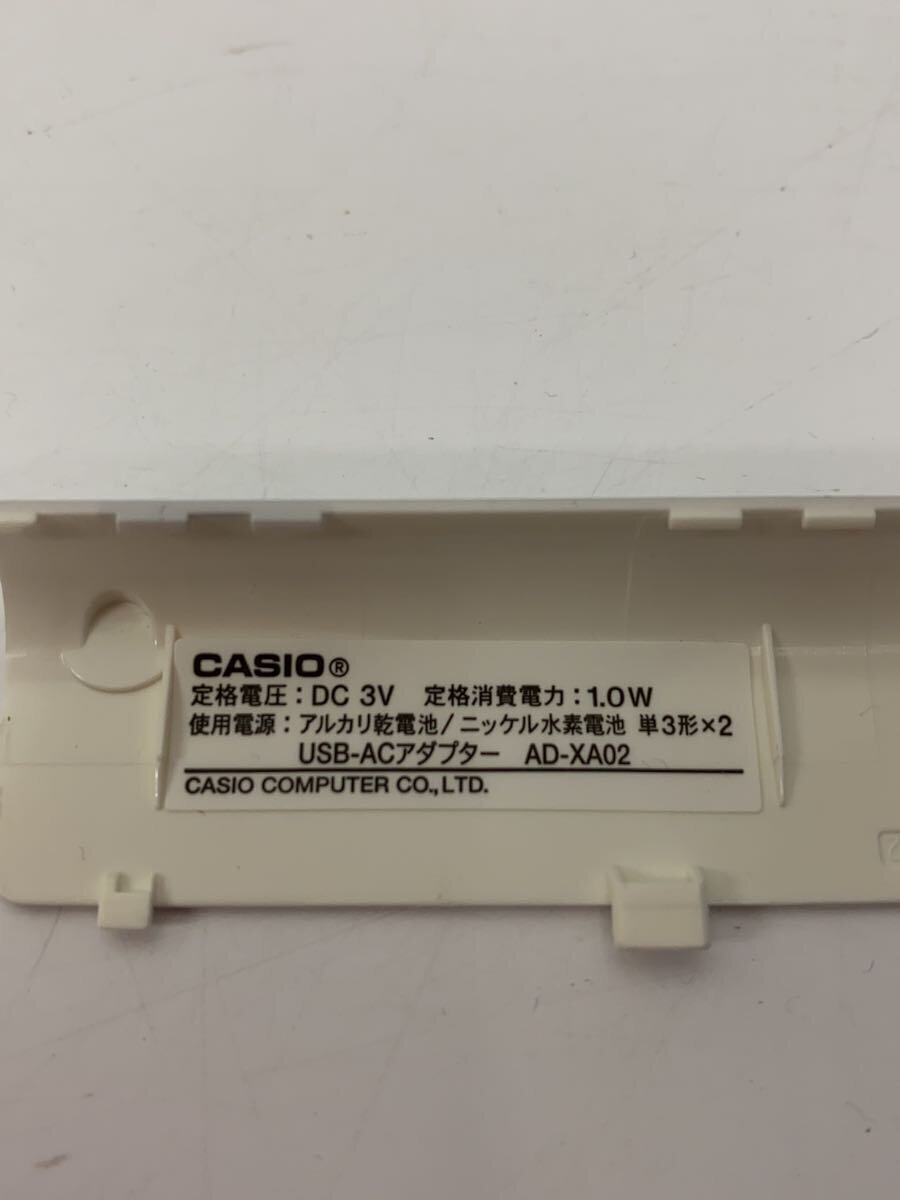 CASIO®
定格電圧：DC 3V 定格消費電力：1.0W
使用電源：アルカリ乾電池/ニッケル水素電池 単3形×2
USB-ACアダプター AD-XA02
CASIO COMPUTER CO.,LTD.